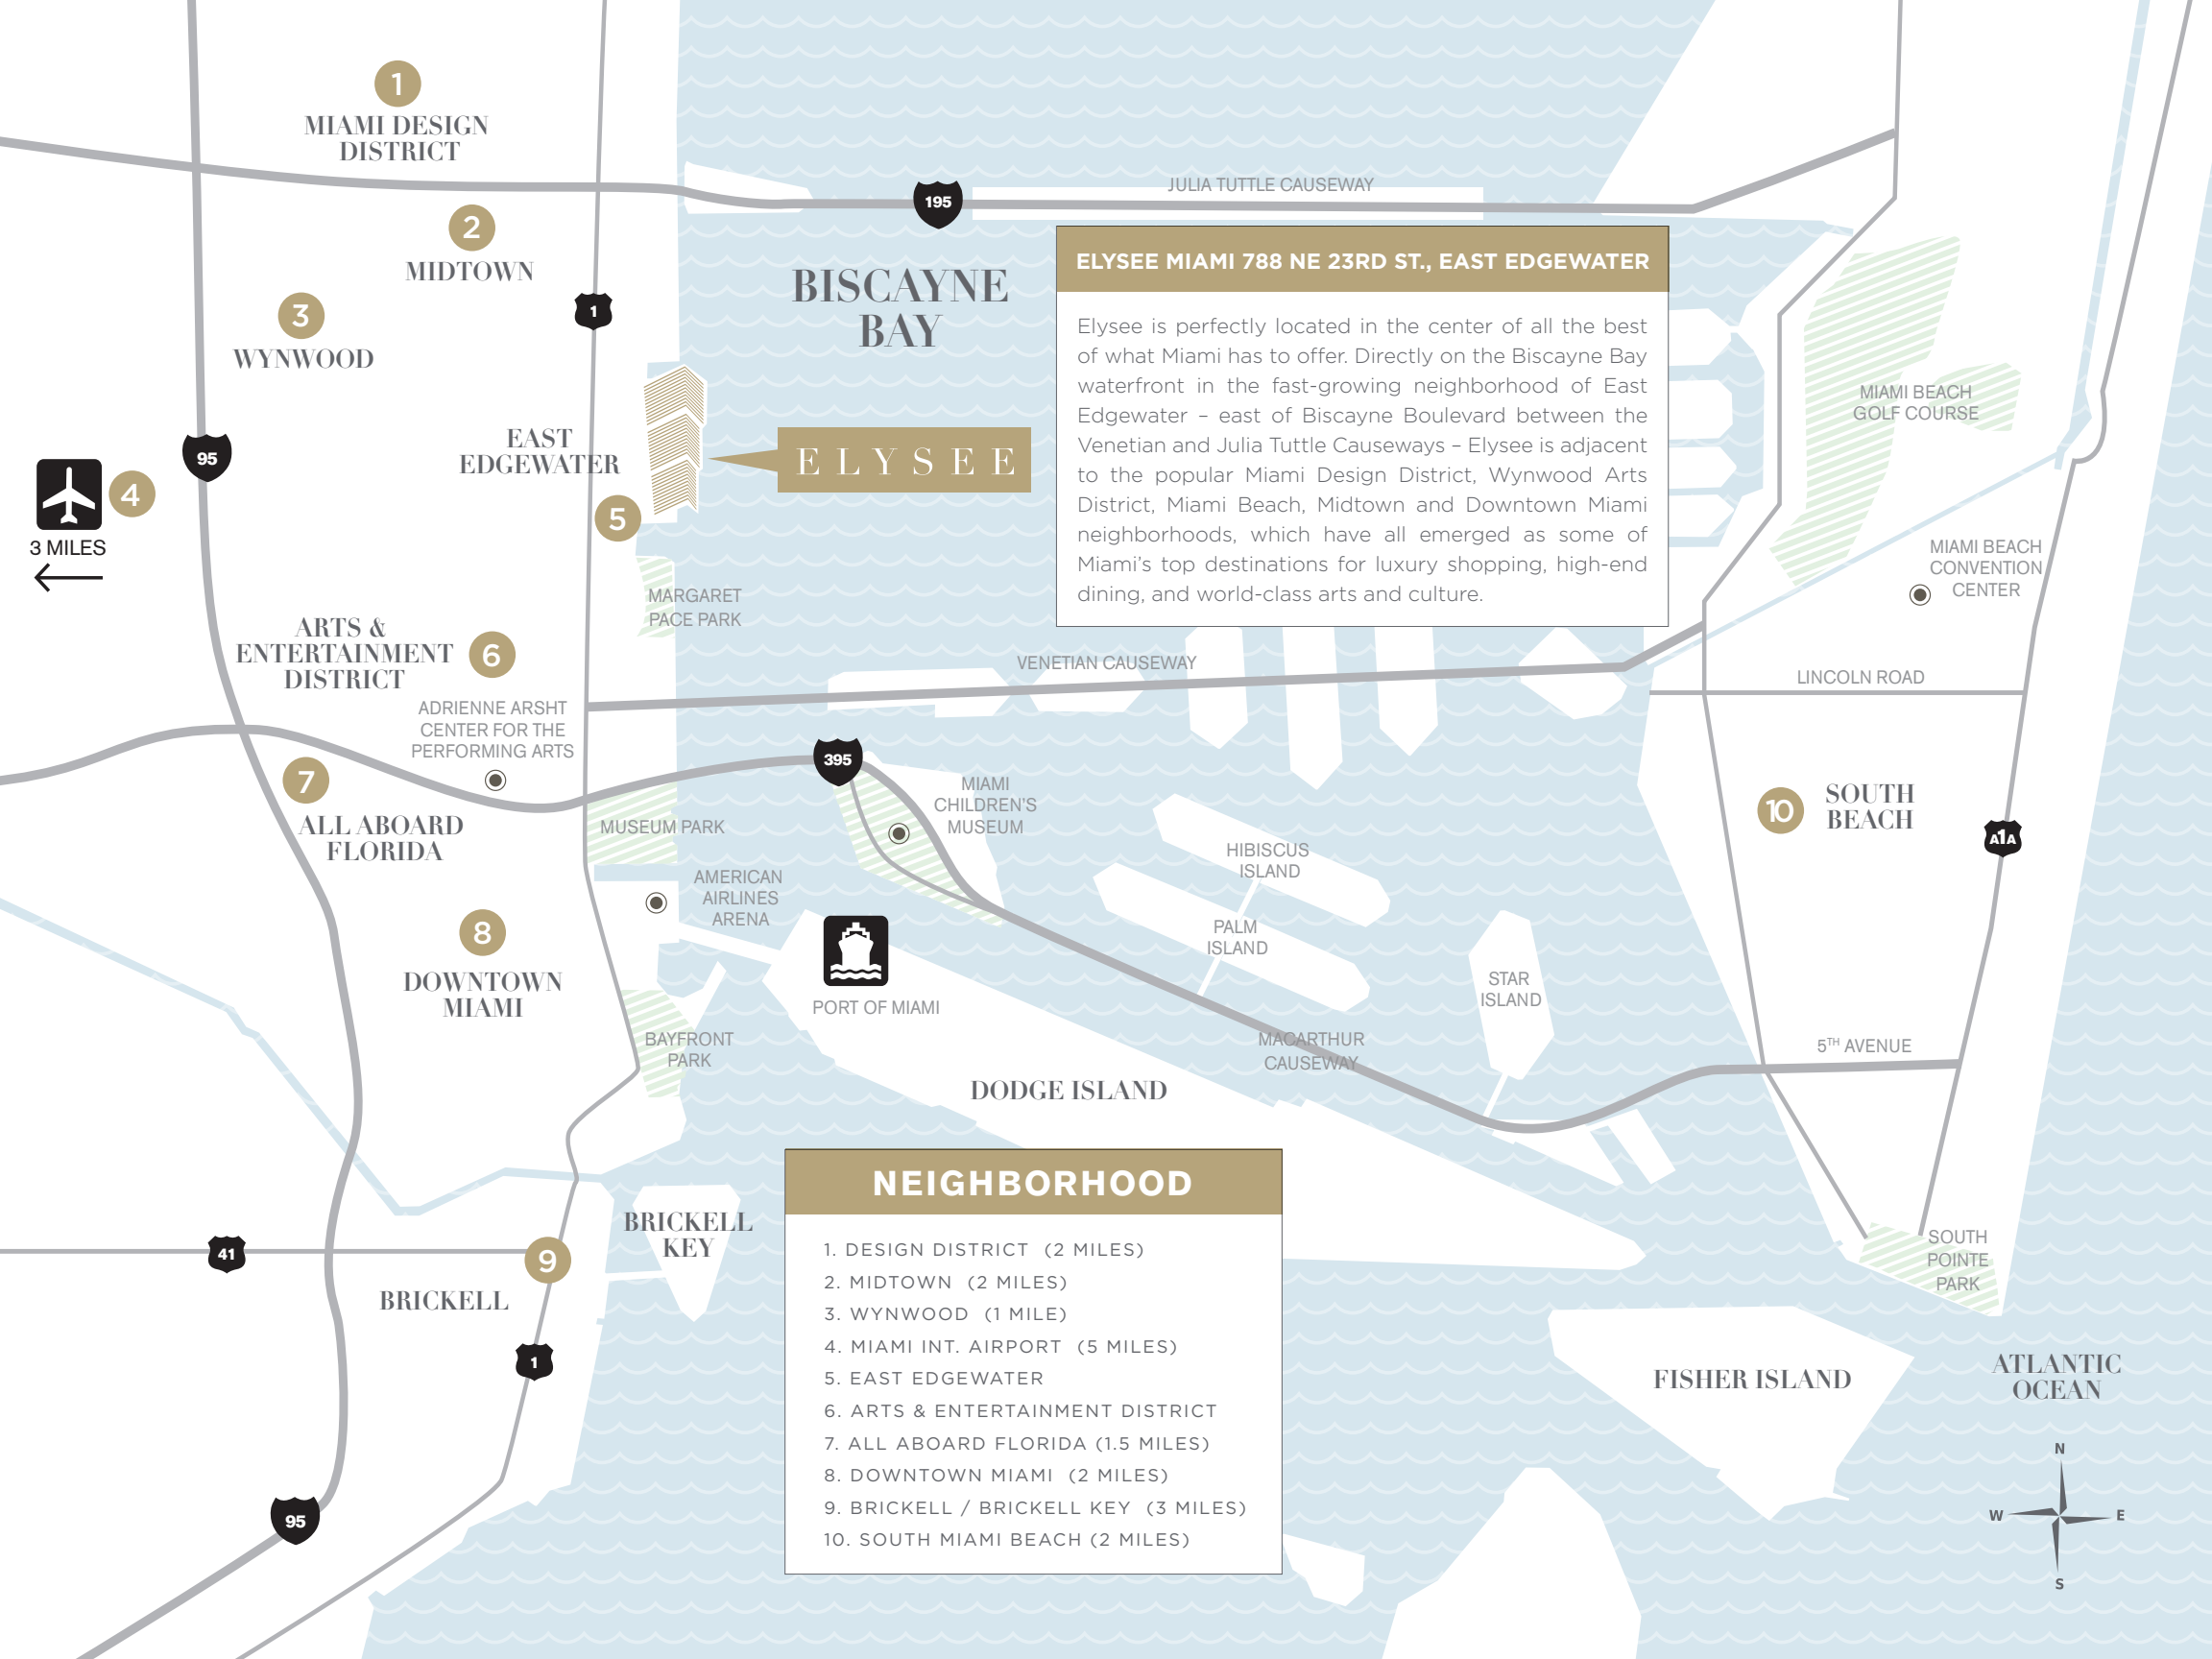 1
MIAMI DESIGN
DISTRICT
195
JULIA TUTTLE CAUSEWAY
2
MIDTOWN
3
WYNWOOD
1
BISCAYNE
BAY
ELYSEE MIAMI 788 NE 23RD ST., EAST EDGEWATER
Elysee is perfectly located in the center of all the best
of what Miami has to offer. Directly on the Biscayne Bay
waterfront in the fast-growing neighborhood of East
Edgewater – east of Biscayne Boulevard between the
Venetian and Julia Tuttle Causeways – Elysee is adjacent
to the popular Miami Design District, Wynwood Arts
District, Miami Beach, Midtown and Downtown Miami
neighborhoods, which have all emerged as some of
Miami's top destinations for luxury shopping, high-end
dining, and world-class arts and culture.
MIAMI BEACH
GOLF COURSE
95
EAST
EDGEWATER
ELYSEE
4
3 MILES
5
MIAMI BEACH
CONVENTION
CENTER
MARGARET
PACE PARK
ARTS &
ENTERTAINMENT
DISTRICT
6
VENETIAN CAUSEWAY
LINCOLN ROAD
ADRIENNE ARSHT
CENTER FOR THE
PERFORMING ARTS
395
7
ALL ABOARD
FLORIDA
MUSEUM PARK
MIAMI
CHILDREN'S
MUSEUM
10
SOUTH
BEACH
A1A
HIBISCUS
ISLAND
AMERICAN
AIRLINES
ARENA
8
DOWNTOWN
MIAMI
PORT OF MIAMI
PALM
ISLAND
STAR
ISLAND
BAYFRONT
PARK
MACARTHUR
CAUSEWAY
5TH AVENUE
DODGE ISLAND
NEIGHBORHOOD
1. DESIGN DISTRICT (2 MILES)
2. MIDTOWN (2 MILES)
3. WYNWOOD (1 MILE)
4. MIAMI INT. AIRPORT (5 MILES)
5. EAST EDGEWATER
6. ARTS & ENTERTAINMENT DISTRICT
7. ALL ABOARD FLORIDA (1.5 MILES)
8. DOWNTOWN MIAMI (2 MILES)
9. BRICKELL / BRICKELL KEY (3 MILES)
10. SOUTH MIAMI BEACH (2 MILES)
BRICKELL
KEY
41
9
BRICKELL
1
95
SOUTH
POINTE
PARK
FISHER ISLAND
ATLANTIC
OCEAN
N
W
E
S